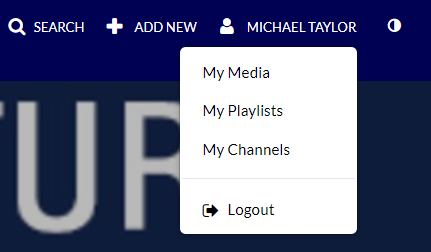 SEARCH ADD NEW MICHAEL TAYLOR
My Media
My Playlists
My Channels
Logout
TUR